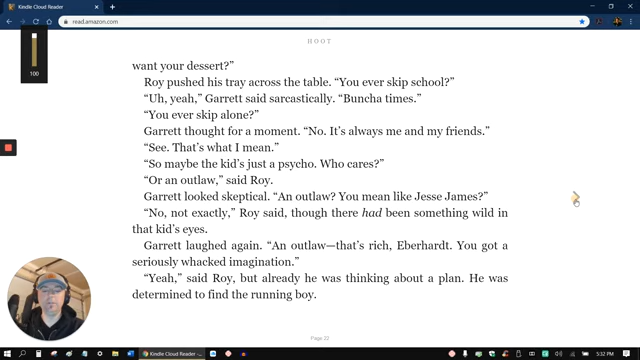 Kindle Cloud Reader
read.amazon.com
HOOT
100
want your dessert?”
Roy pushed his tray across the table. “You ever skip school?”
“Uh, yeah,” Garrett said sarcastically. “Buncha times.”
“You ever skip alone?”
Garrett thought for a moment. “No. It’s always me and my friends.”
“See. That’s what I mean.”
“So maybe the kid’s just a psycho. Who cares?”
“Or an outlaw,” said Roy.
Garrett looked skeptical. “An outlaw? You mean like Jesse James?”
“No, not exactly,” Roy said, though there had been something wild in
that kid’s eyes.
Garrett laughed again. “An outlaw—that’s rich, Eberhardt. You got a
seriously whacked imagination.”
“Yeah,” said Roy, but already he was thinking about a plan. He was
determined to find the running boy.
Page 22
Kindle Cloud Reader -
5:32 PM